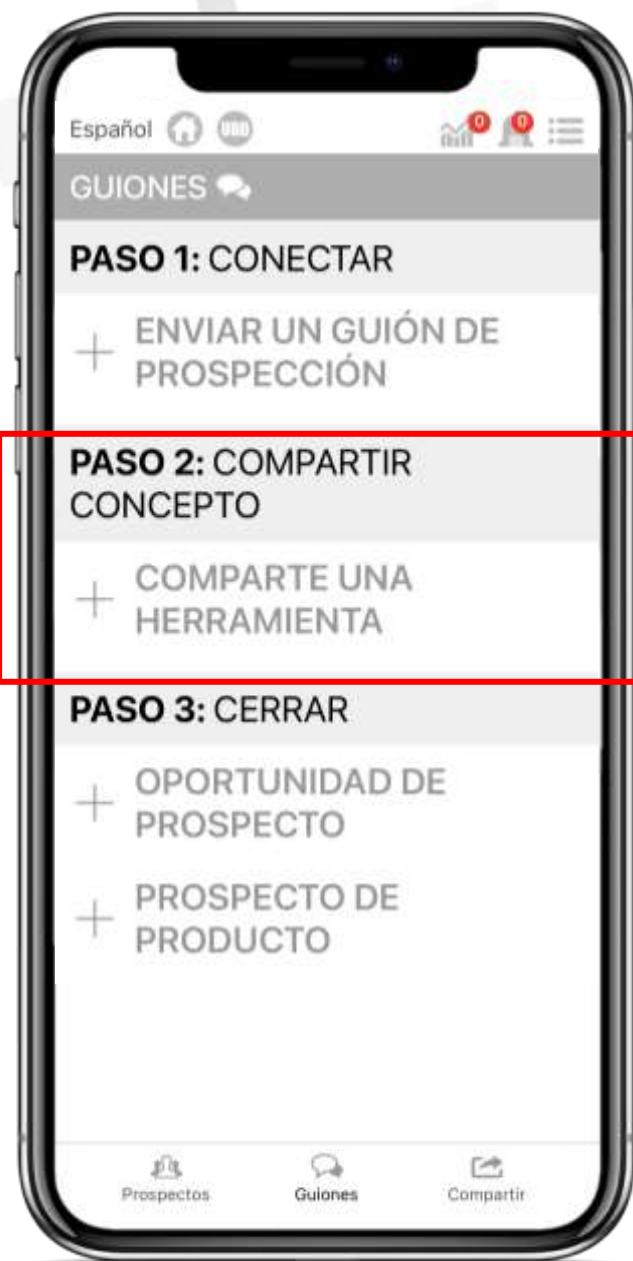 Español
0
0
GUIONES
PASO 1: CONECTAR
ENVIAR UN GUIÓN DE
PROSPECCIÓN
PASO 2: COMPARTIR
CONCEPTO
COMPARTE UNA
HERRAMIENTA
PASO 3: CERRAR
OPORTUNIDAD DE
PROSPECTO
PROSPECTO DE
PRODUCTO
Prospectos
Guiones
Compartir